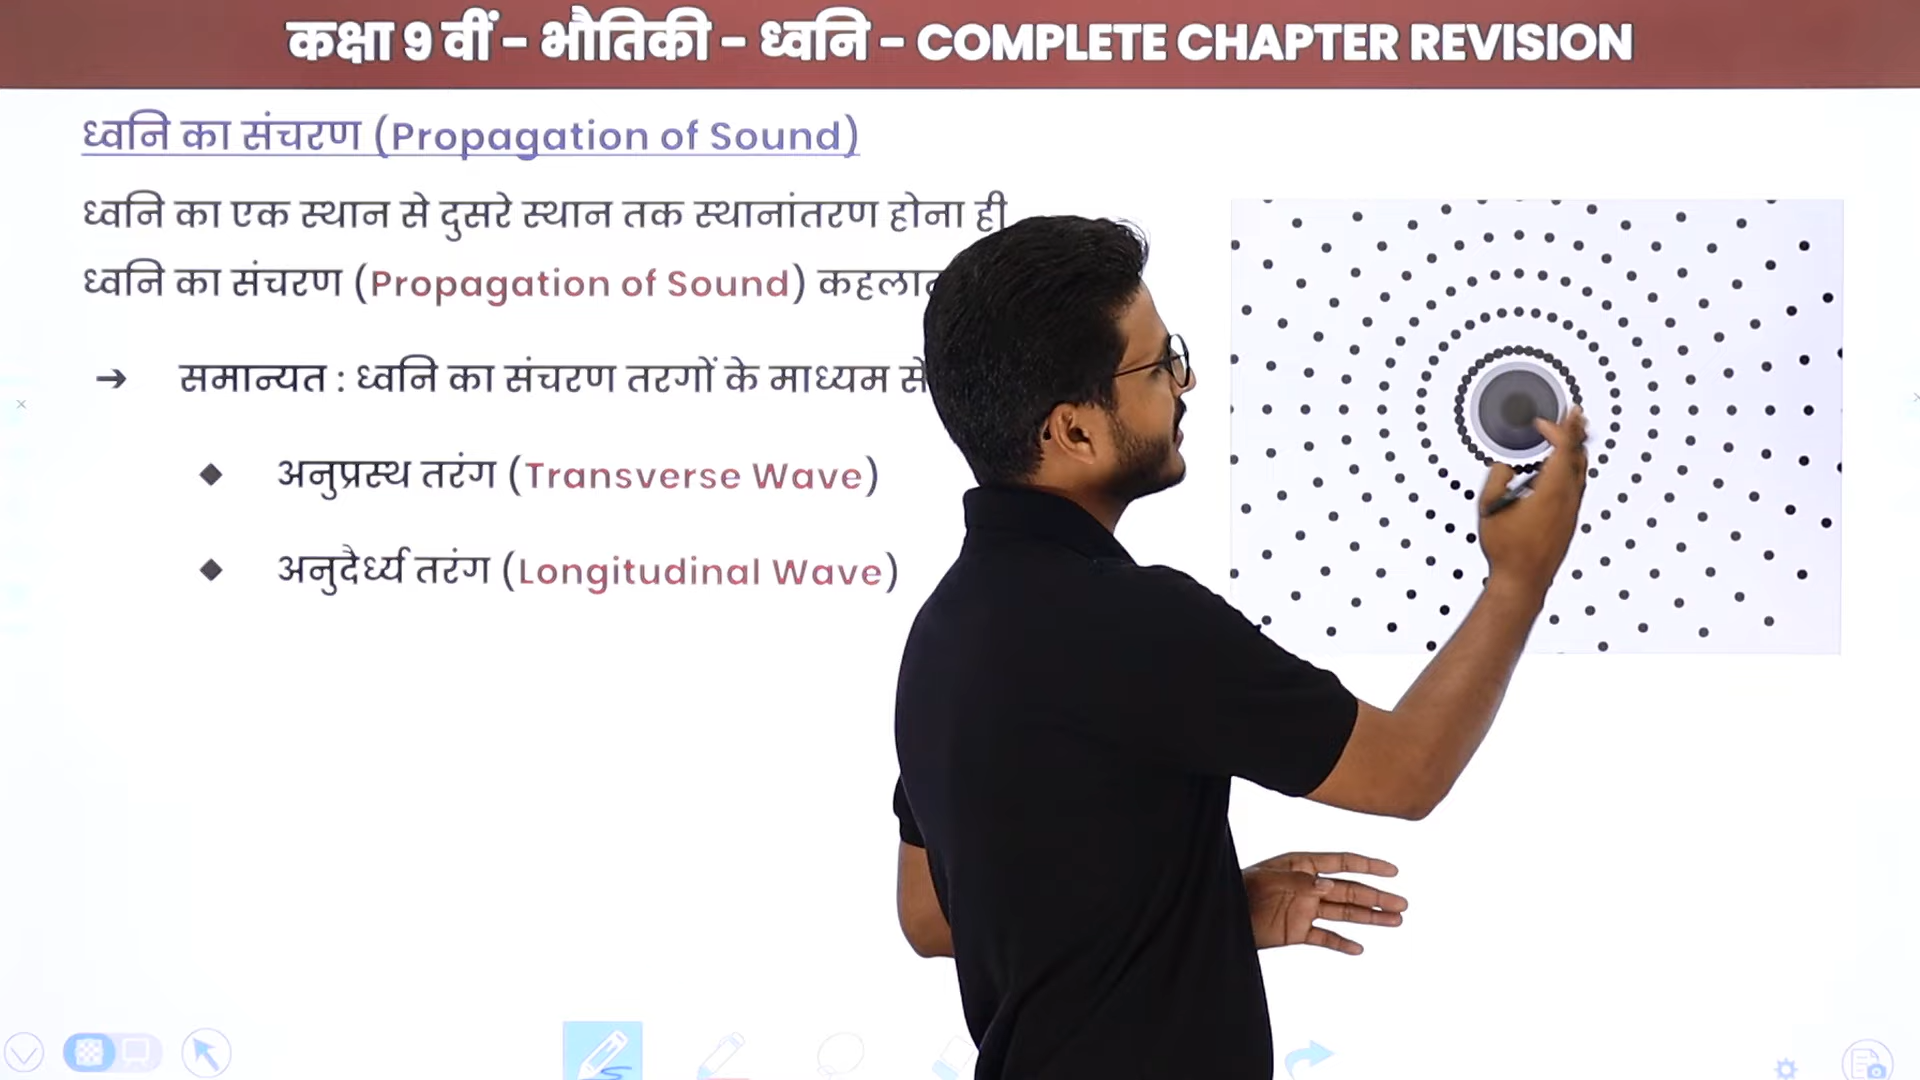 कक्षा 9 वीं - भौतिकी - ध्वनि - COMPLETE CHAPTER REVISION
ध्वनि का संचरण (Propagation of Sound)
ध्वनि का एक स्थान से दुसरे स्थान तक स्थानांतरण होना ही
ध्वनि का संचरण (Propagation of Sound)
➔ समान्यत : ध्वनि का संचरण तरगों के माध्यम से
◆ अनुप्रस्थ तरंग (Transverse Wave)
◆ अनुदैर्ध्य तरंग (Longitudinal Wave)